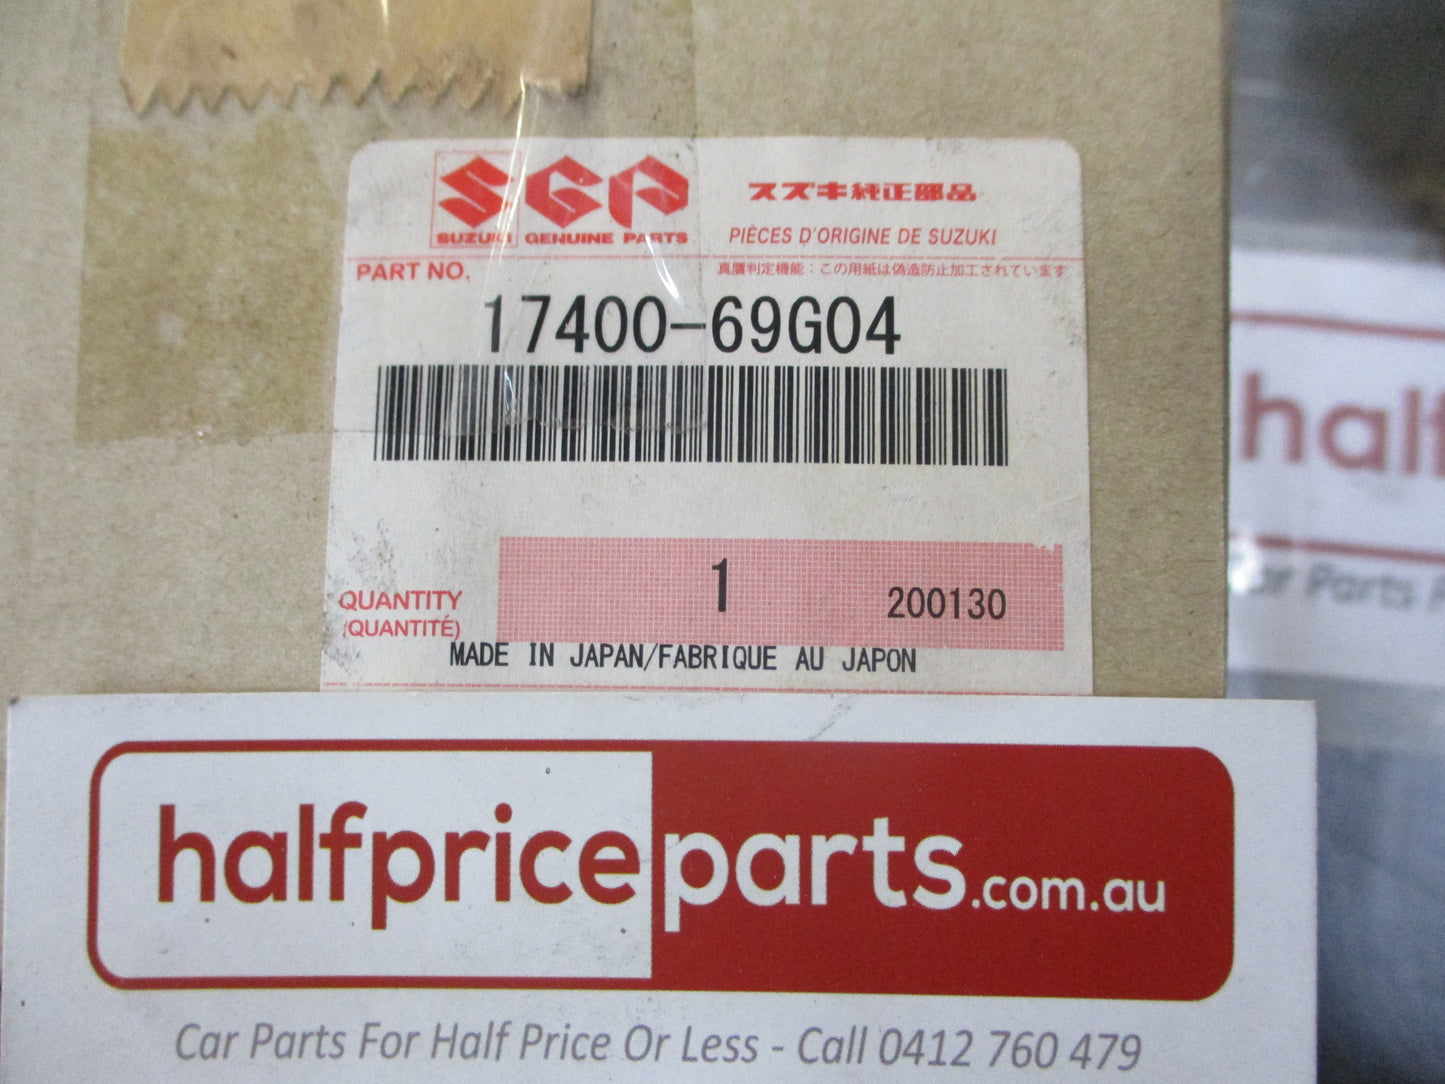 SGP
スズキ純正部品
SUZUKI GENUINE PARTS
PIÈCES D'ORIGINE DE SUZUKI
PART NO.
真贋判定機能：この用紙は偽造防止加工されています
17400-69G04
1
200130
QUANTITY
(QUANTITÉ)
MADE IN JAPAN/FABRIQUE AU JAPON
halfpriceparts.com.au
Car Parts For Half Price Or Less - Call 0412 760 479
half
Car Parts F